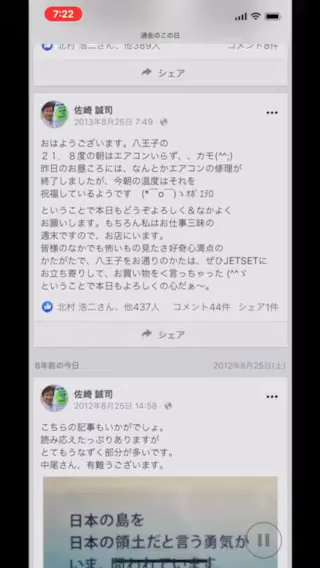 7:22
過去のこの日
北村 浩二さん、他389人 コメント8件
シェア
佐崎 誠司
2013年8月25日 7:49
おはようございます。八王子の
２１．８度の朝はエアコンいらず、、カモ(^^;)
昨日のお昼ころには、なんとかエアコンの修理が
終了しましたが、今朝の温度はそれを
祝福しているようです (*￣o￣)ゞｵﾎﾟｴﾃﾛ
ということで本日もどうぞよろしく＆なかよく
お願いします。もちろん私はお仕事三昧の
週末ですので、お店にいます。
皆様のなかでも怖いもの見たさ好奇心満点の
かたがたで、八王子をお通りのかたは、ぜひJETSETに
お立ち寄りして、お買い物をく言っちゃった (^^ゞ
ということで本日もよろしくの心だぁ〜。
北村 浩二さん、他437人 コメント44件 シェア1件
シェア
8年前の今日 2012年8月25日(土)
佐崎 誠司
2012年8月25日 14:58
こちらの記事もいかがでしょ。
読み応えたっぷりありますが
とてもうなずく部分が多いです。
中尾さん、有難うございます。
日本の島を
日本の領土だと言う勇気が
いま、問われています